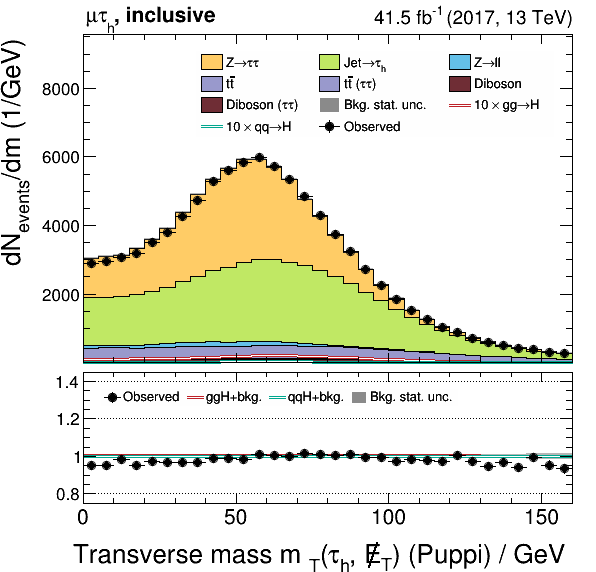 μτh, inclusive 41.5 fb⁻¹ (2017, 13 TeV)
dNevents/dm (1/GeV)
8000
6000
4000
2000
Z→ττ Jet→τh Z→ll
tt̄ tt̄ (ττ) Diboson
Diboson (ττ) Bkg. stat. unc. 10 × gg→H
10 × qq→H Observed
1.4
1.2
1
0.8
Observed ggH+bkg. qqH+bkg. Bkg. stat. unc.
0 50 100 150
Transverse mass m T(τh, E̸T) (Puppi) / GeV